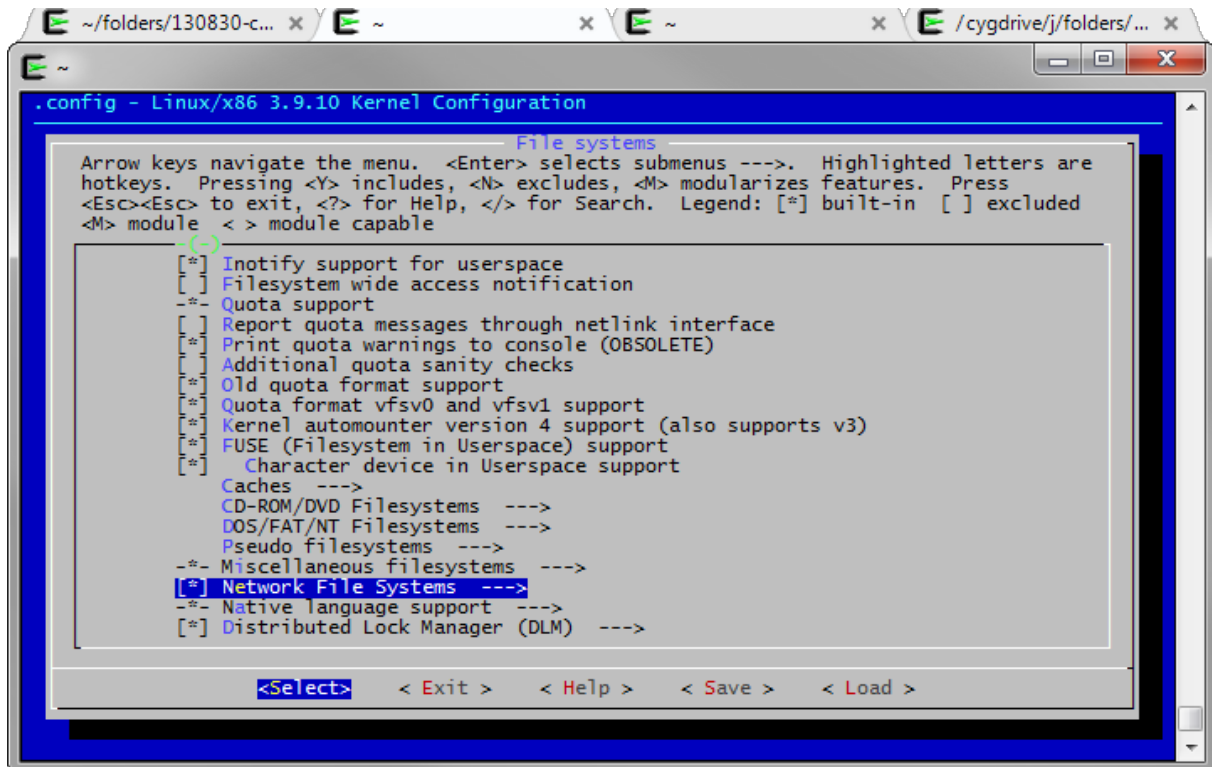 ~/folders/130830-c...
~
~
/cygdrive/j/folders/...
~
.config - Linux/x86 3.9.10 Kernel Configuration
File systems
Arrow keys navigate the menu.  <Enter> selects submenus --->.  Highlighted letters are
hotkeys.  Pressing <Y> includes, <N> excludes, <M> modularizes features.  Press
<Esc><Esc> to exit, <?> for Help, </> for Search.  Legend: [*] built-in  [ ] excluded
<M> module  < > module capable
-(-)
[*] Inotify support for userspace
[ ] Filesystem wide access notification
-*- Quota support
[ ] Report quota messages through netlink interface
[*] Print quota warnings to console (OBSOLETE)
[ ] Additional quota sanity checks
[*] Old quota format support
[*] Quota format vfsv0 and vfsv1 support
[*] Kernel automounter version 4 support (also supports v3)
[*] FUSE (Filesystem in Userspace) support
[*]   Character device in Userspace support
Caches  --->
CD-ROM/DVD Filesystems  --->
DOS/FAT/NT Filesystems  --->
Pseudo filesystems  --->
-*- Miscellaneous filesystems  --->
[*] Network File Systems  --->
-*- Native language support  --->
[*] Distributed Lock Manager (DLM)  --->
<Select>    < Exit >    < Help >    < Save >    < Load >